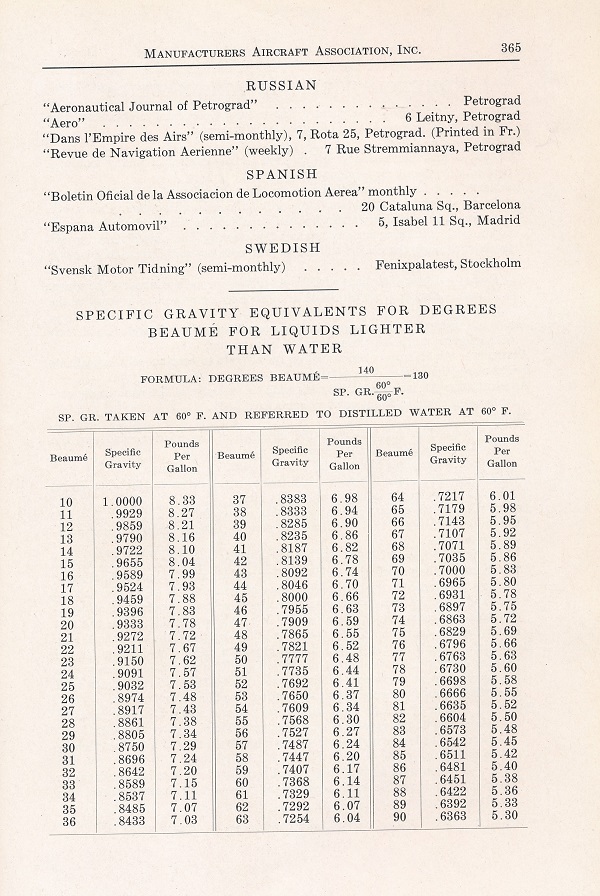 MANUFACTURERS AIRCRAFT ASSOCIATION, INC. 365
RUSSIAN
"Aeronautical Journal of Petrograd" . . . . . . . . . . . . . Petrograd
"Aero" . . . . . . . . . . . . . . . . . . . . . . 6 Leitny, Petrograd
"Dans l'Empire des Airs" (semi-monthly), 7, Rota 25, Petrograd. (Printed in Fr.)
"Revue de Navigation Aerienne" (weekly) . 7 Rue Stremmiannaya, Petrograd
SPANISH
"Boletin Oficial de la Associacion de Locomotion Aerea" monthly . . . . .
. . . . . . . . . . . . . 20 Cataluna Sq., Barcelona
"Espana Automovil" . . . . . . . . . . . . . 5, Isabel 11 Sq., Madrid
SWEDISH
"Svensk Motor Tidning" (semi-monthly) . . . . . Fenixpalatest, Stockholm
SPECIFIC GRAVITY EQUIVALENTS FOR DEGREES
BEAUMÉ FOR LIQUIDS LIGHTER
THAN WATER
FORMULA: DEGREES BEAUMÉ= 140 / SP. GR. 60°/60° F. =130
SP. GR. TAKEN AT 60° F. AND REFERRED TO DISTILLED WATER AT 60° F.
Beaumé Specific Gravity Pounds Per Gallon Beaumé Specific Gravity Pounds Per Gallon Beaumé Specific Gravity Pounds Per Gallon
10 1.0000 8.33 37 .8383 6.98 64 .7217 6.01
11 .9929 8.27 38 .8333 6.94 65 .7179 5.98
12 .9859 8.21 39 .8285 6.90 66 .7143 5.95
13 .9790 8.16 40 .8235 6.86 67 .7107 5.92
14 .9722 8.10 41 .8187 6.82 68 .7071 5.89
15 .9655 8.04 42 .8139 6.78 69 .7035 5.86
16 .9589 7.99 43 .8092 6.74 70 .7000 5.83
17 .9524 7.93 44 .8046 6.70 71 .6965 5.80
18 .9459 7.88 45 .8000 6.66 72 .6931 5.78
19 .9396 7.83 46 .7955 6.63 73 .6897 5.75
20 .9333 7.78 47 .7909 6.59 74 .6863 5.72
21 .9272 7.72 48 .7865 6.55 75 .6829 5.69
22 .9211 7.67 49 .7821 6.52 76 .6796 5.66
23 .9150 7.62 50 .7777 6.48 77 .6763 5.63
24 .9091 7.57 51 .7735 6.44 78 .6730 5.60
25 .9032 7.53 52 .7692 6.41 79 .6698 5.58
26 .8974 7.48 53 .7650 6.37 80 .6666 5.55
27 .8917 7.43 54 .7609 6.34 81 .6635 5.52
28 .8861 7.38 55 .7568 6.30 82 .6604 5.50
29 .8805 7.34 56 .7527 6.27 83 .6573 5.48
30 .8750 7.29 57 .7487 6.24 84 .6542 5.45
31 .8696 7.24 58 .7447 6.20 85 .6511 5.42
32 .8642 7.20 59 .7407 6.17 86 .6481 5.40
33 .8589 7.15 60 .7368 6.14 87 .6451 5.38
34 .8537 7.11 61 .7329 6.11 88 .6422 5.36
35 .8485 7.07 62 .7292 6.07 89 .6392 5.33
36 .8433 7.03 63 .7254 6.04 90 .6363 5.30